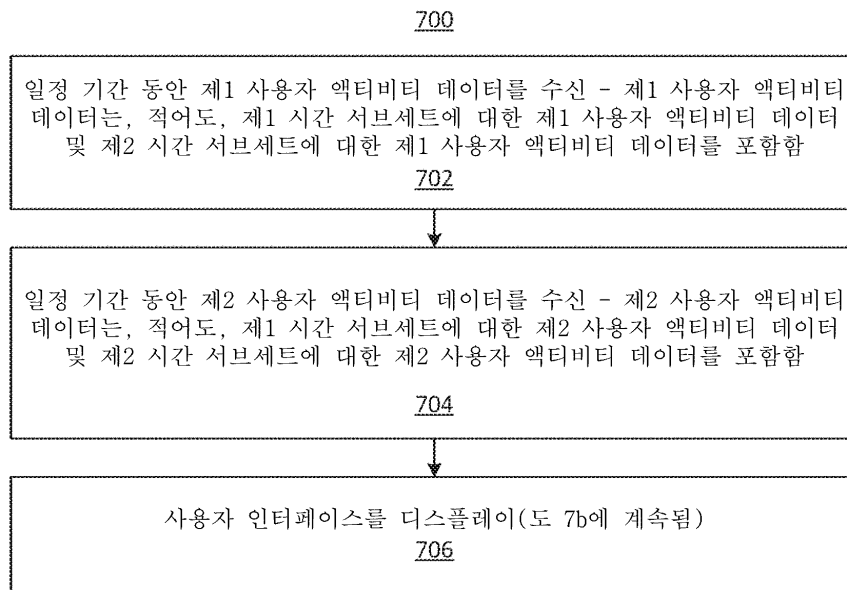 700
일정 기간 동안 제1 사용자 액티비티 데이터를 수신 – 제1 사용자 액티비티
데이터는, 적어도, 제1 시간 서브세트에 대한 제1 사용자 액티비티 데이터
및 제2 시간 서브세트에 대한 제1 사용자 액티비티 데이터를 포함함
702
일정 기간 동안 제2 사용자 액티비티 데이터를 수신 – 제2 사용자 액티비티
데이터는, 적어도, 제1 시간 서브세트에 대한 제2 사용자 액티비티 데이터
및 제2 시간 서브세트에 대한 제2 사용자 액티비티 데이터를 포함함
704
사용자 인터페이스를 디스플레이(도 7b에 계속됨)
706